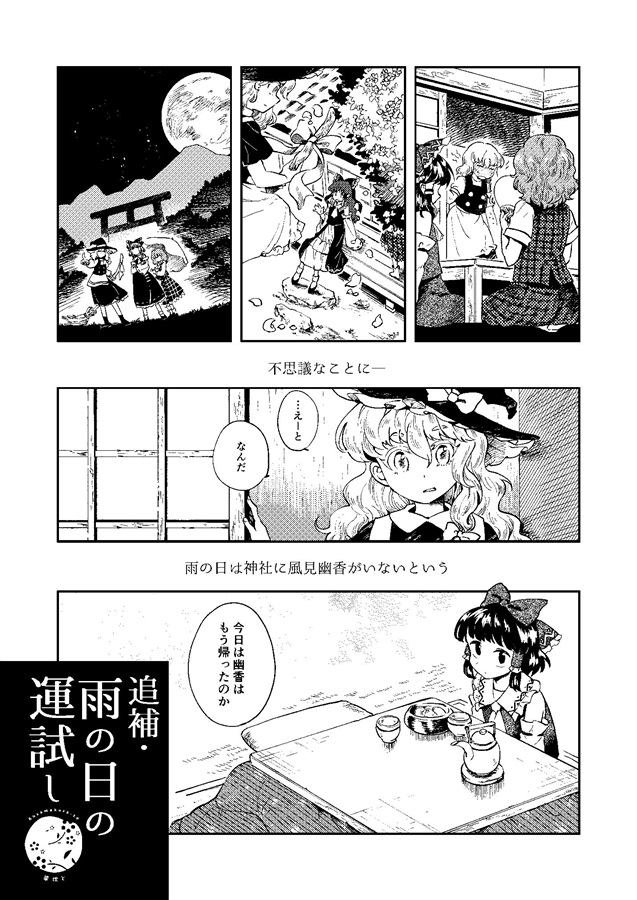 不思議なことに―
…えーと
なんだ
雨の日は神社に風見幽香がいないという
今日は幽香は
もう帰ったのか
追補・
雨の日の
運試し